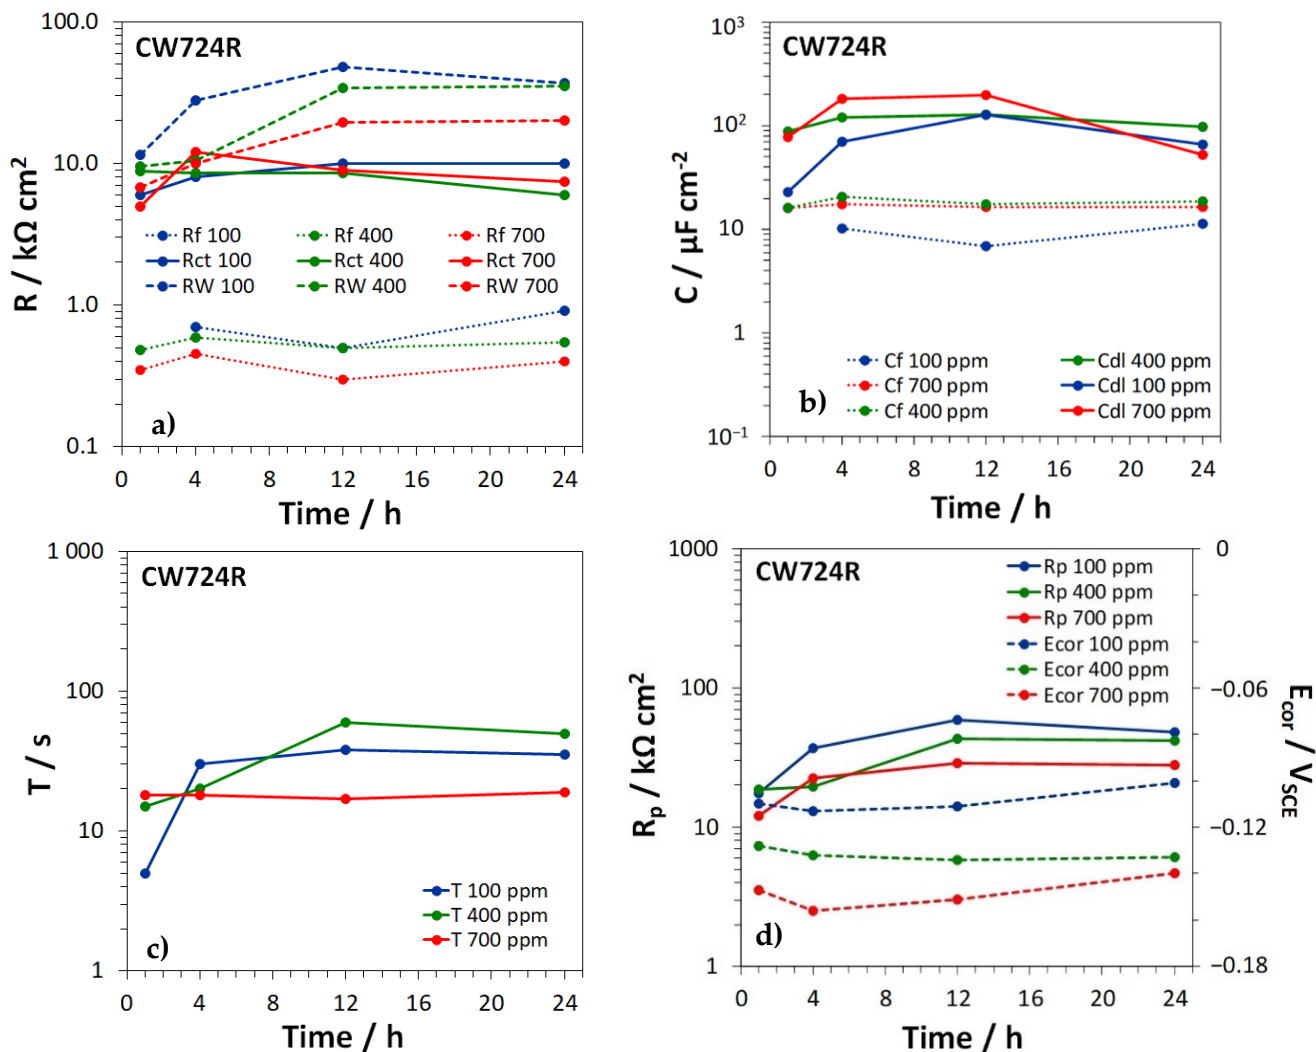 CW724R
100.0
10.0
1.0
0.1
R / kΩ cm²
Rf 100 Rf 400 Rf 700
Rct 100 Rct 400 Rct 700
RW 100 RW 400 RW 700
a)
0 4 8 12 16 20 24
Time / h
CW724R
10³
10²
10
1
10⁻¹
C / µF cm⁻²
Cf 100 ppm Cdl 400 ppm
Cf 700 ppm Cdl 100 ppm
Cf 400 ppm Cdl 700 ppm
b)
0 4 8 12 16 20 24
Time / h
CW724R
1 000
100
10
1
T / s
T 100 ppm
T 400 ppm
T 700 ppm
c)
0 4 8 12 16 20 24
Time / h
CW724R
1000
100
10
1
Rₚ / kΩ cm²
Rp 100 ppm
Rp 400 ppm
Rp 700 ppm
Ecor 100 ppm
Ecor 400 ppm
Ecor 700 ppm
0
−0.06
−0.12
−0.18
E_cor / V_SCE
d)
0 4 8 12 16 20 24
Time / h